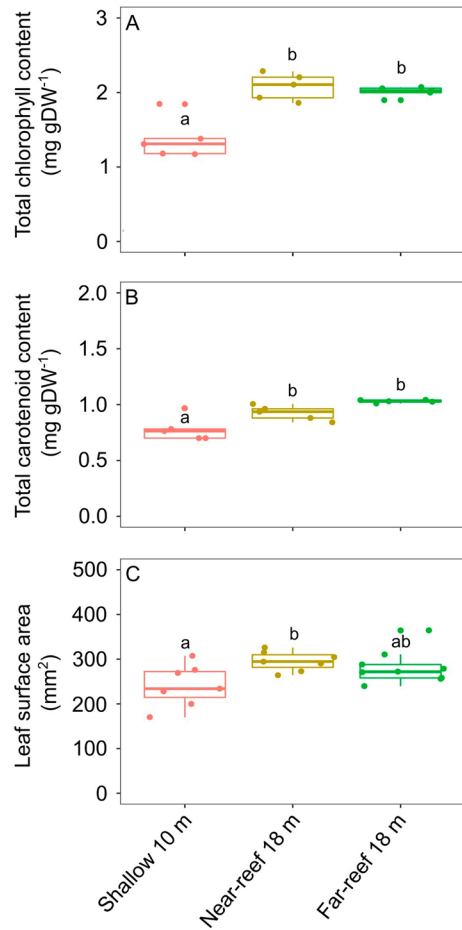 A
Total chlorophyll content
(mg gDW⁻¹)
3
2
1
0
a
b
b
B
Total carotenoid content
(mg gDW⁻¹)
2.0
1.5
1.0
0.5
0.0
a
b
b
C
Leaf surface area
(mm²)
500
400
300
200
100
0
a
b
ab
Shallow 10 m
Near-reef 18 m
Far-reef 18 m